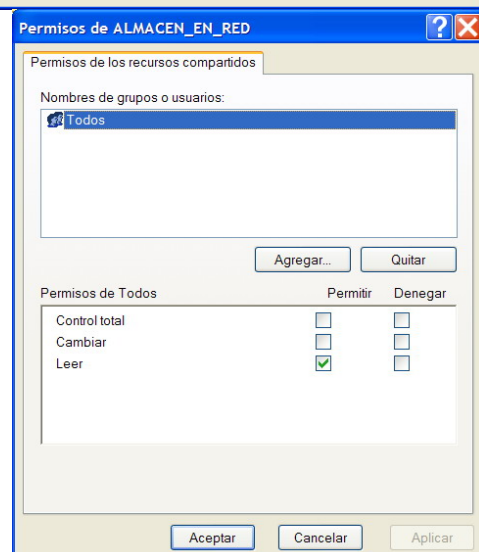 Permisos de ALMACEN_EN_RED
Permisos de los recursos compartidos
Nombres de grupos o usuarios:
Todos
Agregar... Quitar
Permisos de Todos Permitir Denegar
Control total
Cambiar
Leer
Aceptar Cancelar Aplicar